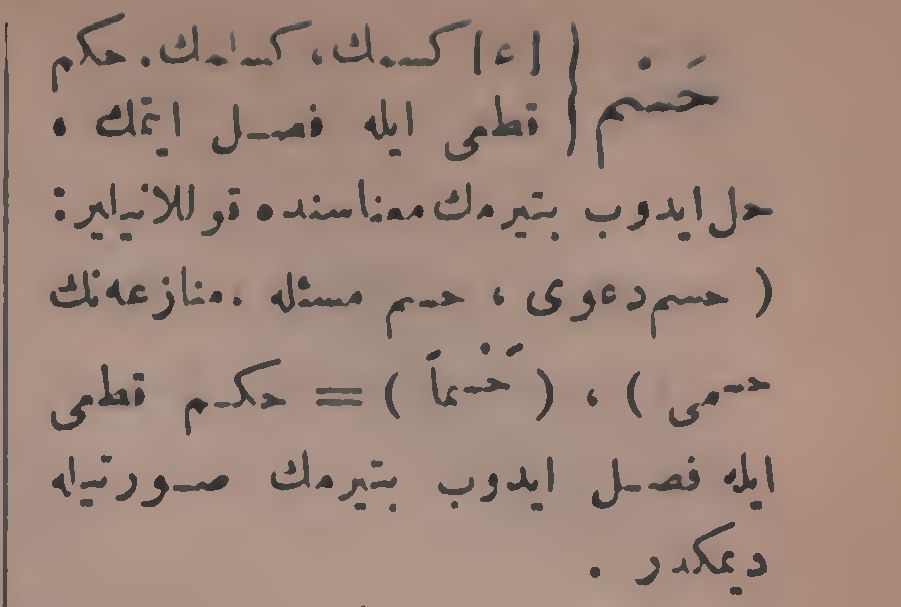 حَسْم [ع] كسمك، كسلمك. حكم
قطعى ايله فصل ايتمك ،
حل ايدوب بتيرمك معناسنده قوللانيلير:
( حسم دعوى ، حسم مسئله ، منازعه‌نك
حسمى ) ، ( حَسْماً ) = حكم قطعى
ايله فصل ايدوب بتيرمك صورتيله
ديمكدر .